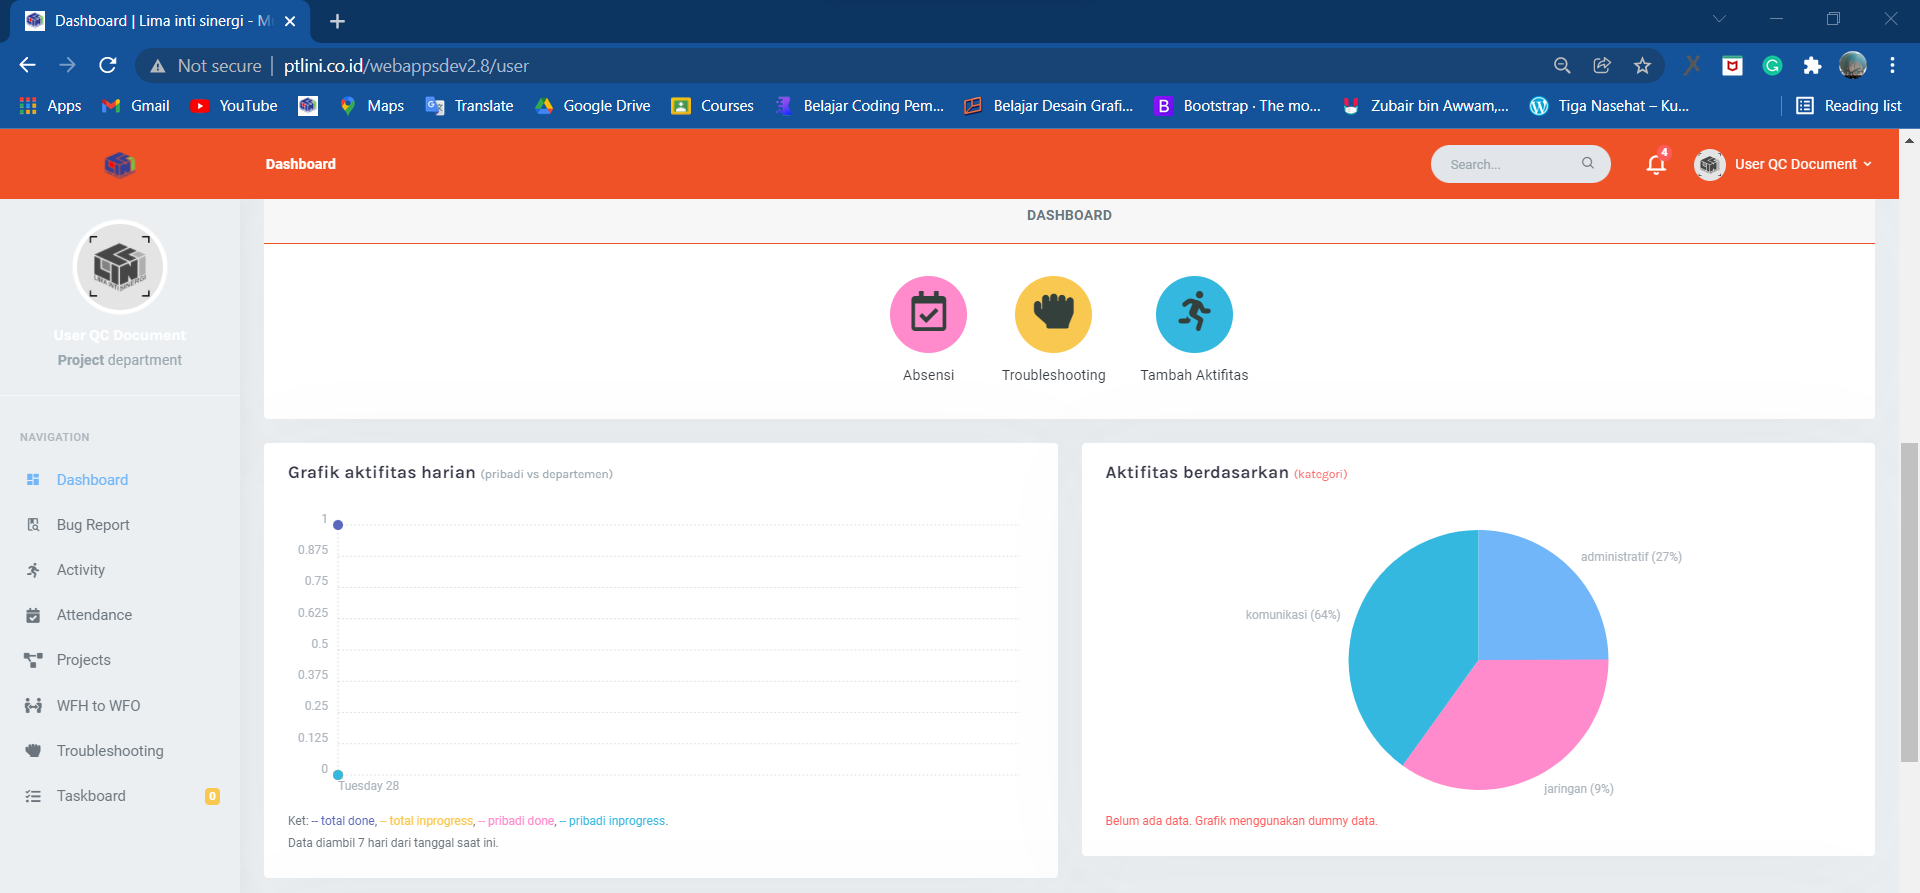 Dashboard | Lima inti sinergi - M
Not secure | ptlini.co.id/webappsdev2.8/user
Apps Gmail YouTube Maps Translate Google Drive Courses Belajar Coding Pem... Belajar Desain Grafi... B Bootstrap · The mo... Zubair bin Awwam,... Tiga Nasehat – Ku... Reading list
Dashboard
Search...
4
User QC Document
LIMA INTI SINERGI
User QC Document
Project department
NAVIGATION
Dashboard
Bug Report
Activity
Attendance
Projects
WFH to WFO
Troubleshooting
Taskboard 0
DASHBOARD
Absensi Troubleshooting Tambah Aktifitas
Grafik aktifitas harian (pribadi vs departemen)
1
0.875
0.75
0.625
0.5
0.375
0.25
0.125
0
Tuesday 28
Ket: -- total done, -- total inprogress, -- pribadi done, -- pribadi inprogress.
Data diambil 7 hari dari tanggal saat ini.
Aktifitas berdasarkan (kategori)
administratif (27%)
komunikasi (64%)
jaringan (9%)
Belum ada data. Grafik menggunakan dummy data.